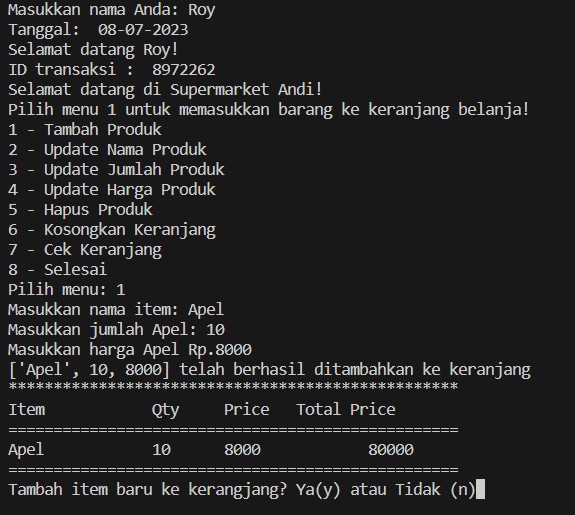 Masukkan nama Anda: Roy
Tanggal:  08-07-2023
Selamat datang Roy!
ID transaksi :  8972262
Selamat datang di Supermarket Andi!
Pilih menu 1 untuk memasukkan barang ke keranjang belanja!
1 - Tambah Produk
2 - Update Nama Produk
3 - Update Jumlah Produk
4 - Update Harga Produk
5 - Hapus Produk
6 - Kosongkan Keranjang
7 - Cek Keranjang
8 - Selesai
Pilih menu: 1
Masukkan nama item: Apel
Masukkan jumlah Apel: 10
Masukkan harga Apel Rp.8000
['Apel', 10, 8000] telah berhasil ditambahkan ke keranjang
**************************************************
Item            Qty     Price   Total Price
==================================================
Apel            10      8000            80000
==================================================
Tambah item baru ke kerangjang? Ya(y) atau Tidak (n)